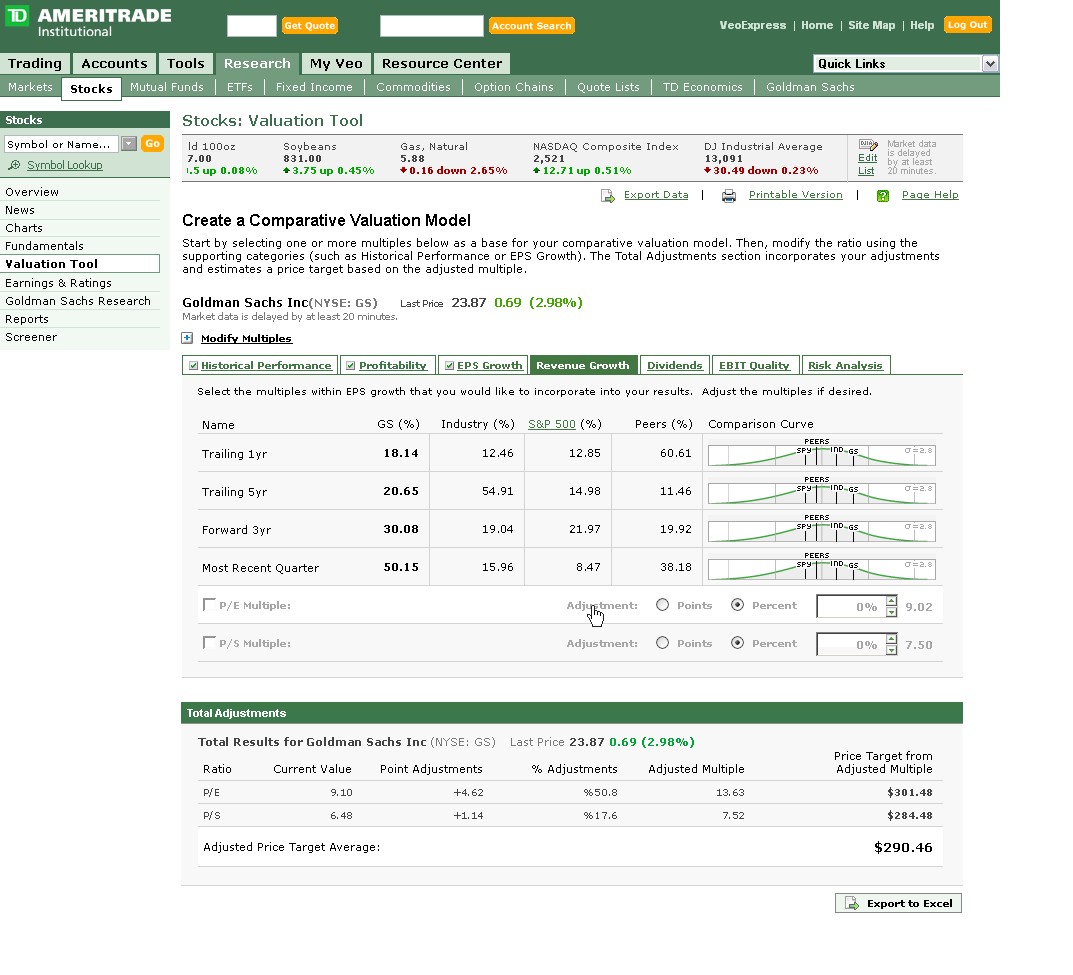 TD AMERITRADE
Institutional
Get Quote
Account Search
VeoExpress | Home | Site Map | Help
Log Out
Trading
Accounts
Tools
Research
My Veo
Resource Center
Quick Links
Markets
Stocks
Mutual Funds
ETFs
Fixed Income
Commodities
Option Chains
Quote Lists
TD Economics
Goldman Sachs
Stocks
Symbol or Name...
Go
Symbol Lookup
Overview
News
Charts
Fundamentals
Valuation Tool
Earnings & Ratings
Goldman Sachs Research
Reports
Screener
Stocks: Valuation Tool
ld 100oz Soybeans Gas, Natural NASDAQ Composite Index DJ Industrial Average
7.00 831.00 5.88 2,521 13,091
.5 up 0.08% 3.75 up 0.45% 0.16 down 2.65% 12.71 up 0.51% 30.49 down 0.23%
Edit
List
Market data
is delayed
by at least
20 minutes.
Export Data | Printable Version | Page Help
Create a Comparative Valuation Model
Start by selecting one or more multiples below as a base for your comparative valuation model. Then, modify the ratio using the
supporting categories (such as Historical Performance or EPS Growth). The Total Adjustments section incorporates your adjustments
and estimates a price target based on the adjusted multiple.
Goldman Sachs Inc(NYSE: GS) Last Price 23.87 0.69 (2.98%)
Market data is delayed by at least 20 minutes.
Modify Multiples
Historical Performance
Profitability
EPS Growth
Revenue Growth
Dividends
EBIT Quality
Risk Analysis
Select the multiples within EPS growth that you would like to incorporate into your results. Adjust the multiples if desired.
Name GS (%) Industry (%) S&P 500 (%) Peers (%) Comparison Curve
Trailing 1yr 18.14 12.46 12.85 60.61 PEERS SPY IND GS σ=2.8
Trailing 5yr 20.65 54.91 14.98 11.46 PEERS SPY IND GS σ=2.8
Forward 3yr 30.08 19.04 21.97 19.92 PEERS SPY IND GS σ=2.8
Most Recent Quarter 50.15 15.96 8.47 38.18 PEERS SPY IND GS σ=2.8
P/E Multiple: Adjustment: Points Percent 0% 9.02
P/S Multiple: Adjustment: Points Percent 0% 7.50
Total Adjustments
Total Results for Goldman Sachs Inc (NYSE: GS) Last Price 23.87 0.69 (2.98%)
Ratio Current Value Point Adjustments % Adjustments Adjusted Multiple Price Target from Adjusted Multiple
P/E 9.10 +4.62 %50.8 13.63 $301.48
P/S 6.48 +1.14 %17.6 7.52 $284.48
Adjusted Price Target Average: $290.46
Export to Excel